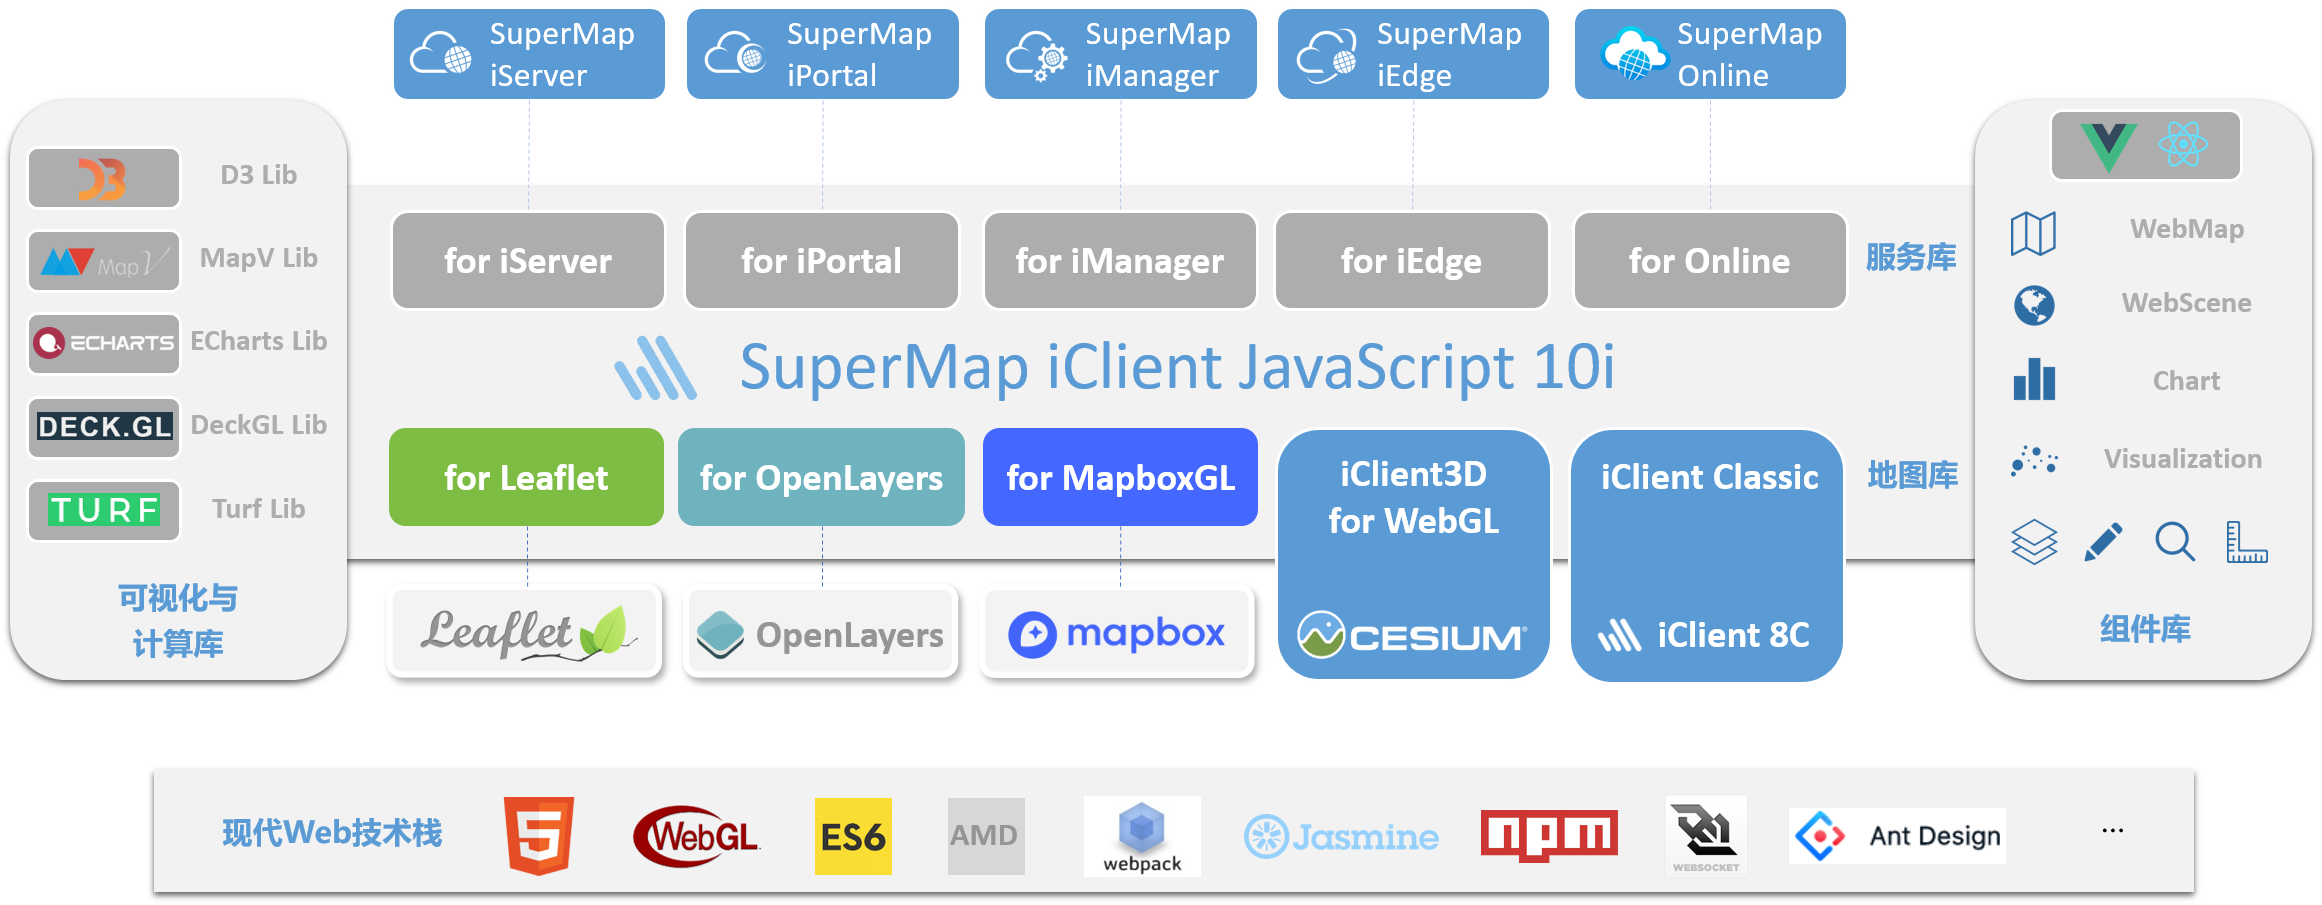 SuperMap
iServer
SuperMap
iPortal
SuperMap
iManager
SuperMap
iEdge
SuperMap
Online
D3 Lib
MapV
MapV Lib
ECHARTS
ECharts Lib
DECK.GL
DeckGL Lib
TURF
Turf Lib
可视化与
计算库
for iServer
for iPortal
for iManager
for iEdge
for Online
服务库
SuperMap iClient JavaScript 10i
for Leaflet
for OpenLayers
for MapboxGL
iClient3D
for WebGL
iClient Classic
地图库
Leaflet
OpenLayers
mapbox
CESIUM®
iClient 8C
WebMap
WebScene
Chart
Visualization
组件库
现代Web技术栈
5
WebGL
ES6
AMD
webpack
Jasmine
npm
WEBSOCKET
Ant Design
...